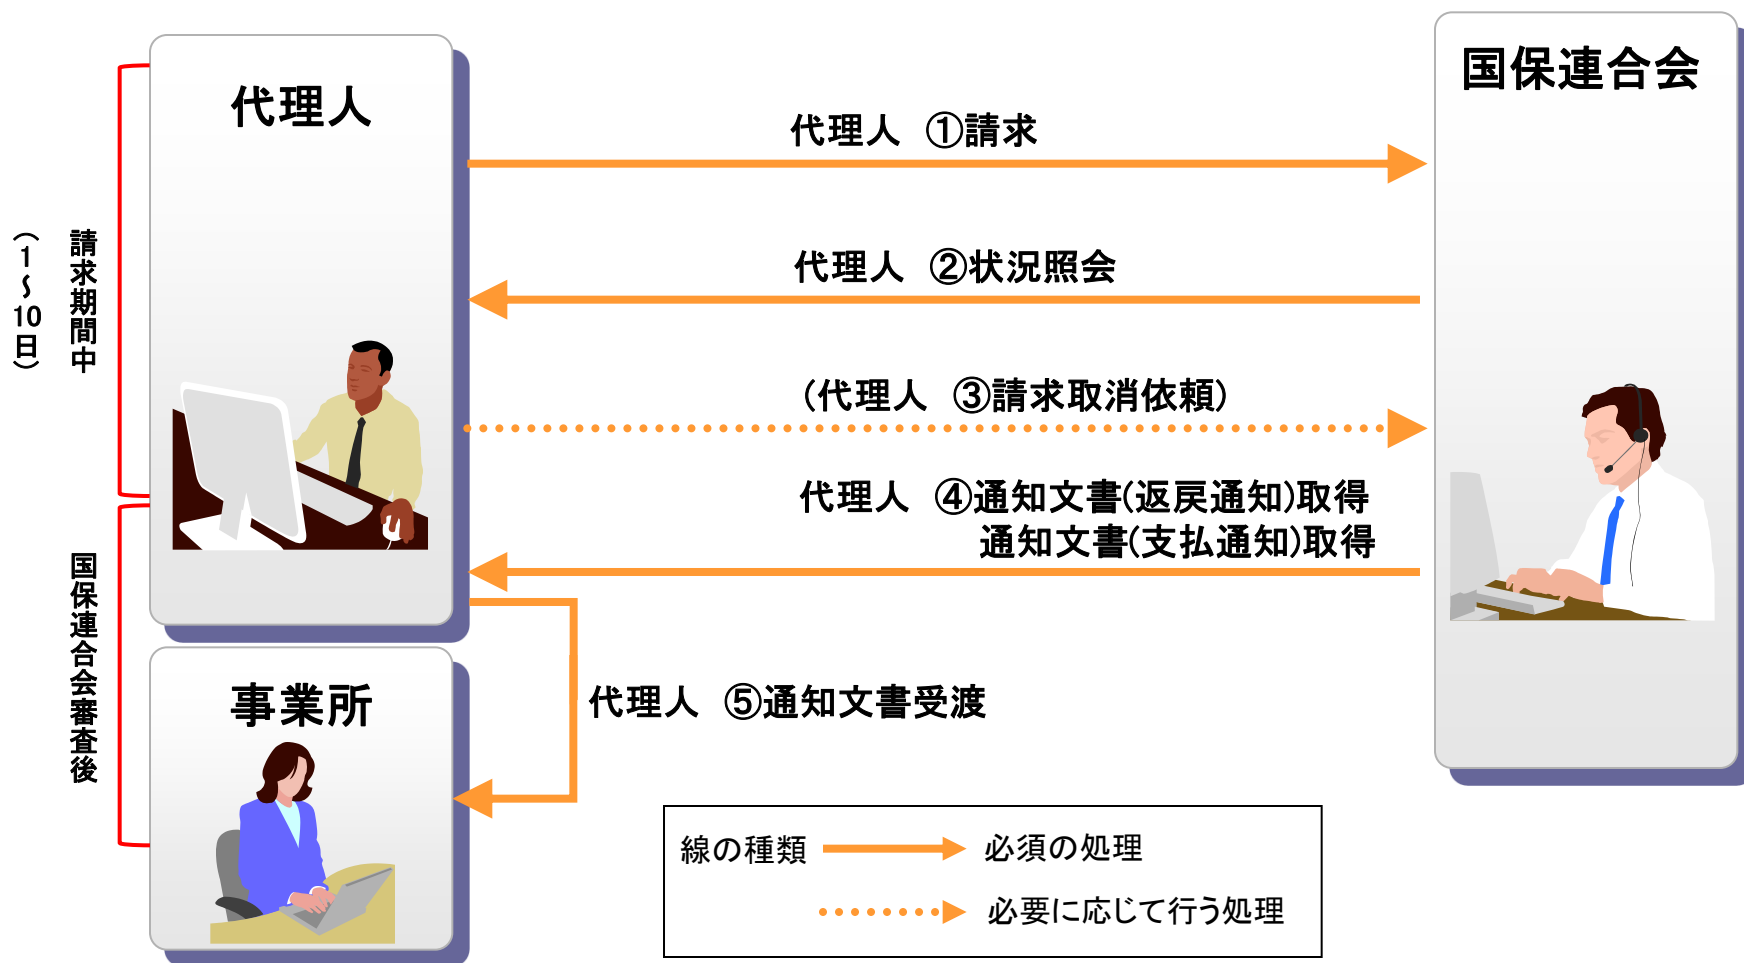 代理人
国保連合会
代理人 ①請求
代理人 ②状況照会
(代理人 ③請求取消依頼)
代理人 ④通知文書(返戻通知)取得
通知文書(支払通知)取得
請求期間中
(1～10日)
国保連合会審査後
事業所
代理人 ⑤通知文書受渡
線の種類 必須の処理
必要に応じて行う処理